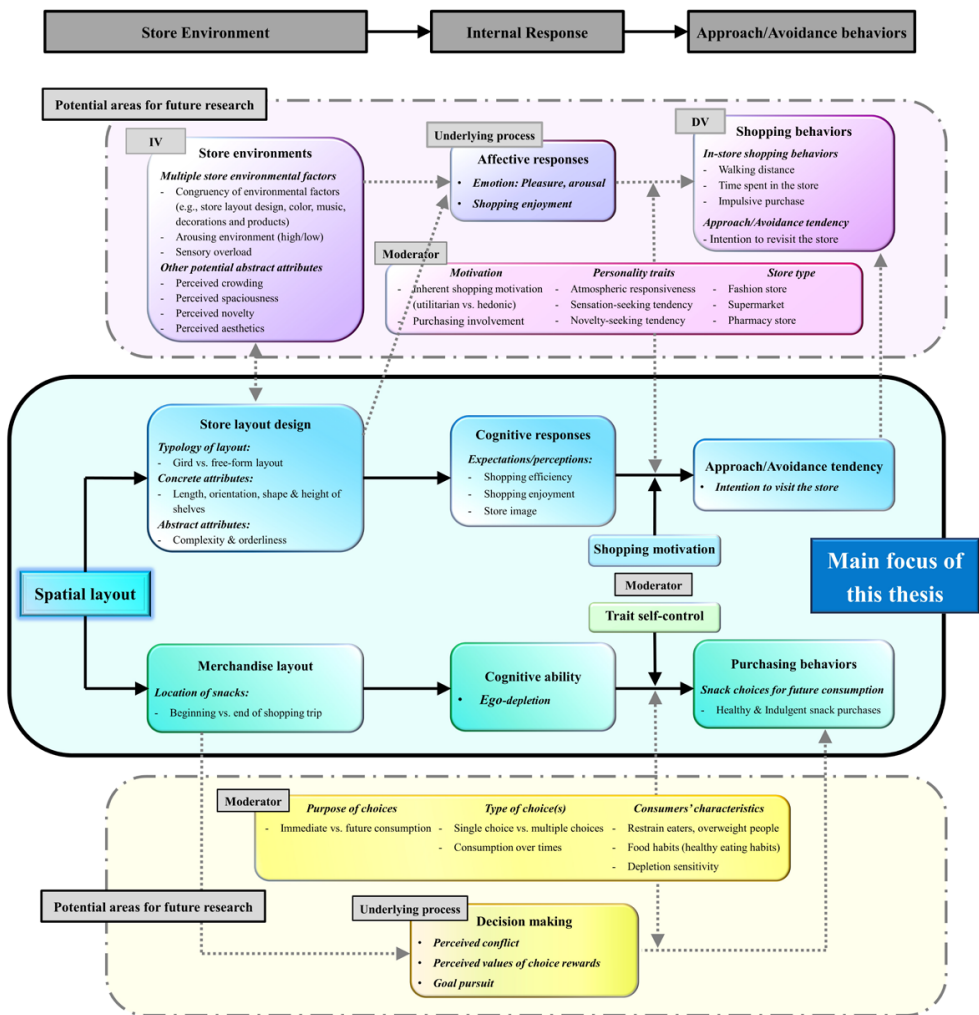 Store Environment
Internal Response
Approach/Avoidance behaviors
Potential areas for future research
IV
Store environments
Multiple store environmental factors
- Congruency of environmental factors
(e.g., store layout design, color, music,
decorations and products)
- Arousing environment (high/low)
- Sensory overload
Other potential abstract attributes
- Perceived crowding
- Perceived spaciousness
- Perceived novelty
- Perceived aesthetics
Underlying process
Affective responses
• Emotion: Pleasure, arousal
• Shopping enjoyment
DV
Shopping behaviors
In-store shopping behaviors
- Walking distance
- Time spent in the store
- Impulsive purchase
Approach/Avoidance tendency
- Intention to revisit the store
Moderator
Motivation
- Inherent shopping motivation
(utilitarian vs. hedonic)
- Purchasing involvement
Personality traits
- Atmospheric responsiveness
- Sensation-seeking tendency
- Novelty-seeking tendency
Store type
- Fashion store
- Supermarket
- Pharmacy store
Store layout design
Typology of layout:
- Gird vs. free-form layout
Concrete attributes:
- Length, orientation, shape & height of
shelves
Abstract attributes:
- Complexity & orderliness
Cognitive responses
Expectations/perceptions:
- Shopping efficiency
- Shopping enjoyment
- Store image
Approach/Avoidance tendency
• Intention to visit the store
Shopping motivation
Moderator
Trait self-control
Spatial layout
Main focus of
this thesis
Merchandise layout
Location of snacks:
- Beginning vs. end of shopping trip
Cognitive ability
• Ego-depletion
Purchasing behaviors
Snack choices for future consumption
- Healthy & Indulgent snack purchases
Moderator
Purpose of choices
- Immediate vs. future consumption
Type of choice(s)
- Single choice vs. multiple choices
- Consumption over times
Consumers' characteristics
- Restrain eaters, overweight people
- Food habits (healthy eating habits)
- Depletion sensitivity
Potential areas for future research
Underlying process
Decision making
• Perceived conflict
• Perceived values of choice rewards
• Goal pursuit